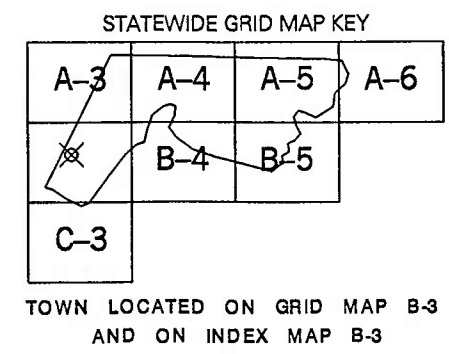 STATEWIDE GRID MAP KEY
A-3 A-4 A-5 A-6
B-4 B-5
C-3
TOWN LOCATED ON GRID MAP B-3
AND ON INDEX MAP B-3